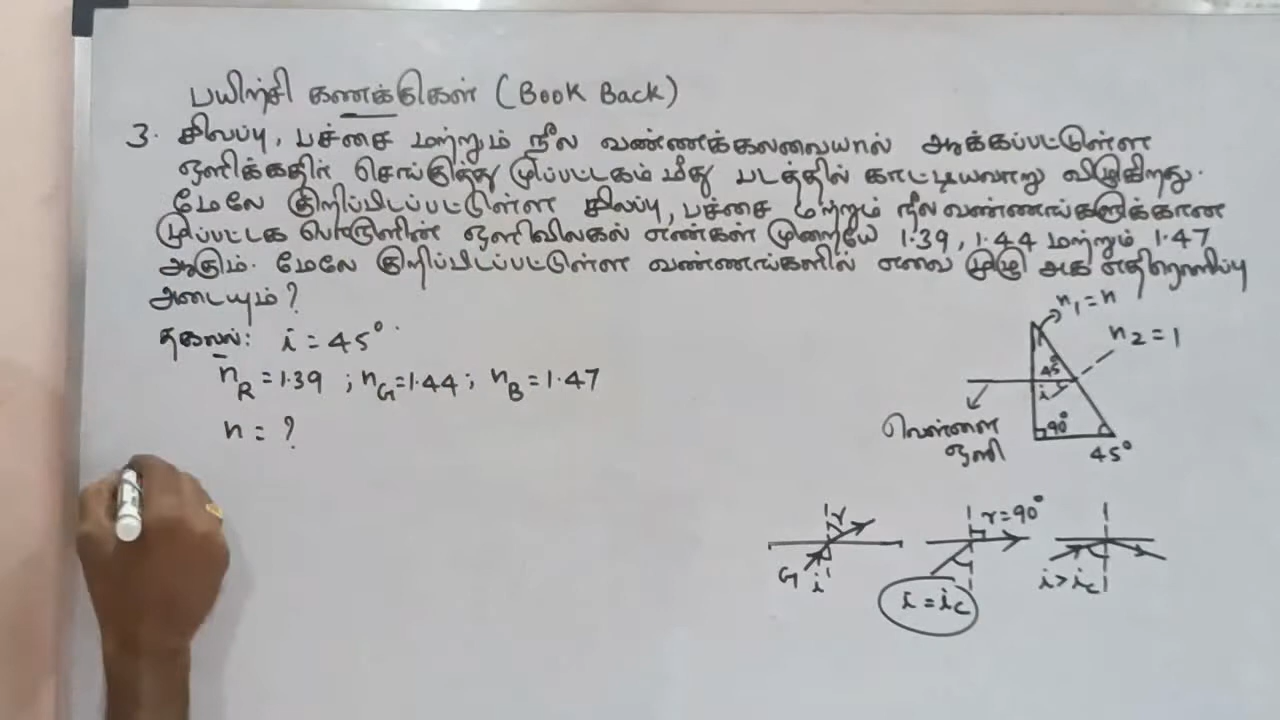 பயிற்சி கணக்குகள் (Book Back)
3. சிவப்பு, பச்சை மற்றும் நீல வண்ணக்கலவையால் ஆக்கப்பட்டுள்ள
ஒளிக்கதிர் செங்குத்து முப்பட்டகம் மீது படத்தில் காட்டியவாறு விழுகிறது.
மேலே குறிப்பிடப்பட்டுள்ள சிவப்பு, பச்சை மற்றும் நீல வண்ணங்களுக்கான
முப்பட்டக பொருளின் ஒளிவிலகல் எண்கள் முறையே 1.39, 1.44 மற்றும் 1.47
ஆகும். மேலே குறிப்பிடப்பட்டுள்ள வண்ணங்களில் எவை முழு அக எதிரொளிப்பு
அடையும்?
தகவல்: i = 45°
n_R = 1.39 ; n_G = 1.44 ; n_B = 1.47
n = ?
n₁ = n
n₂ = 1
45°
i
90°
45°
வெள்ளை
ஒளி
r
G i
r = 90°
i = i_c
i > i_c